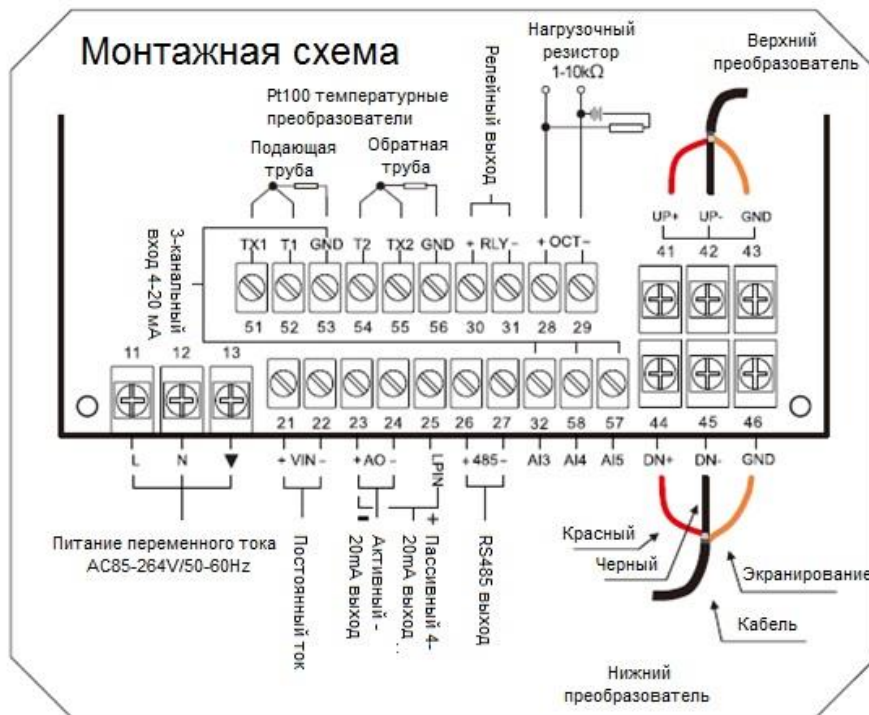 Монтажная схема
Нагрузочный
резистор
1-10kΩ
Верхний
преобразователь
Pt100 температурные
преобразователи
Релейный выход
Подающая
труба
Обратная
труба
3-канальный
вход 4-20 мА
UP+ UP- GND
41 42 43
TX1 T1 GND T2 TX2 GND + RLY - + OCT -
51 52 53 54 55 56 30 31 28 29
11 12 13
21 22 23 24 25 26 27 32 58 57 44 45 46
L N + VIN - + AO - LPIN + 485 - AI3 AI4 AI5 DN+ DN- GND
Питание переменного тока
AC85-264V/50-60Hz
Постоянный ток
- Активный -
20mA выход
+ Пассивный 4-
20mA выход ..
RS485 выход
Красный
Черный
Экранирование
Кабель
Нижний
преобразователь